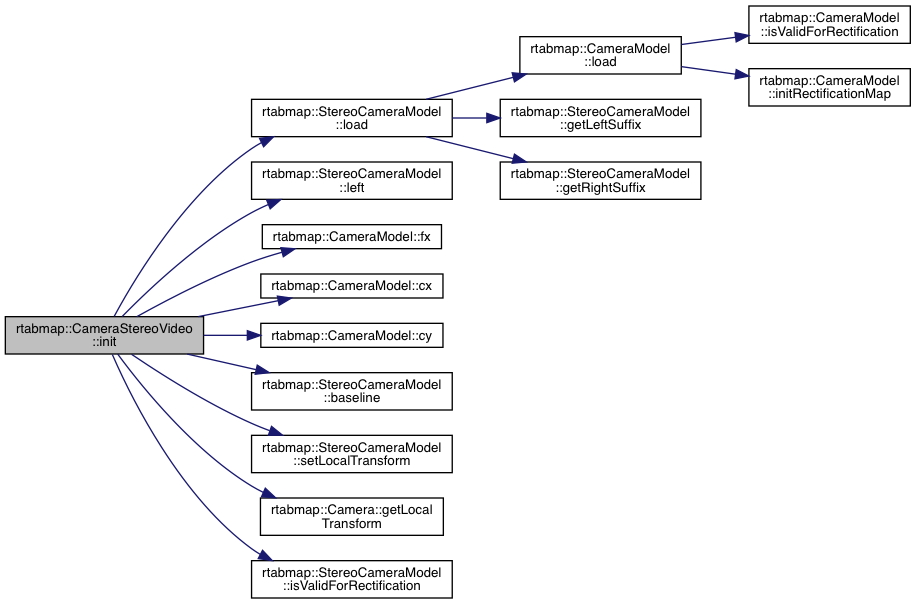 rtabmap::CameraModel
::isValidForRectification
rtabmap::CameraModel
::load
rtabmap::CameraModel
::initRectificationMap
rtabmap::StereoCameraModel
::load
rtabmap::StereoCameraModel
::getLeftSuffix
rtabmap::StereoCameraModel
::getRightSuffix
rtabmap::StereoCameraModel
::left
rtabmap::CameraModel::fx
rtabmap::CameraModel::cx
rtabmap::CameraStereoVideo
::init
rtabmap::CameraModel::cy
rtabmap::StereoCameraModel
::baseline
rtabmap::StereoCameraModel
::setLocalTransform
rtabmap::Camera::getLocal
Transform
rtabmap::StereoCameraModel
::isValidForRectification